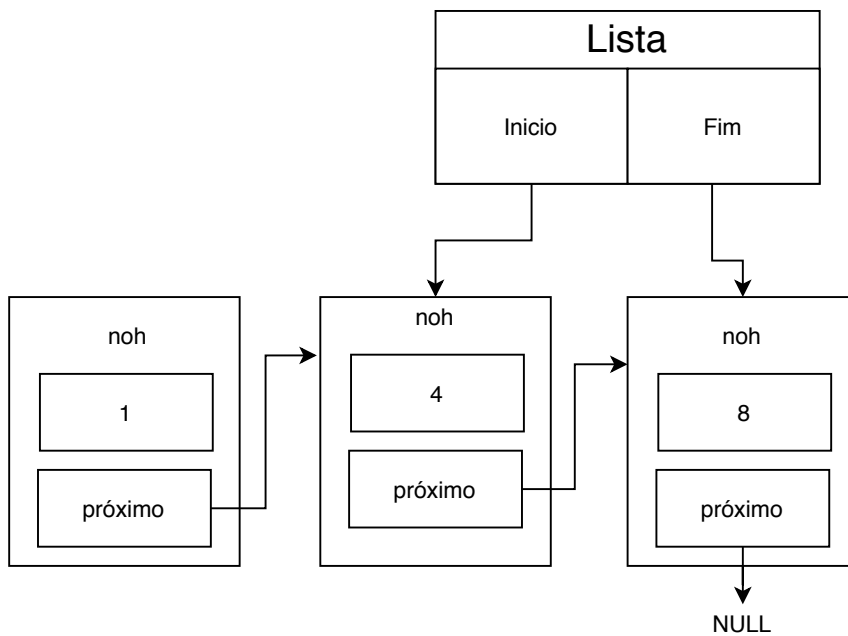 Lista
Inicio
Fim
noh
1
próximo
noh
4
próximo
noh
8
próximo
NULL